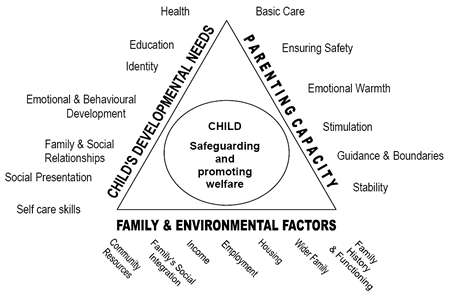 Health
Education
Identity
Emotional & Behavioural
Development
Family & Social
Relationships
Social Presentation
Self care skills
CHILD'S DEVELOPMENTAL NEEDS
Basic Care
Ensuring Safety
Emotional Warmth
Stimulation
Guidance & Boundaries
Stability
PARENTING CAPACITY
CHILD
Safeguarding
and
promoting
welfare
FAMILY & ENVIRONMENTAL FACTORS
Community
Resources
Family's Social
Integration
Income
Employment
Housing
Wider Family
Family
History
& Functioning